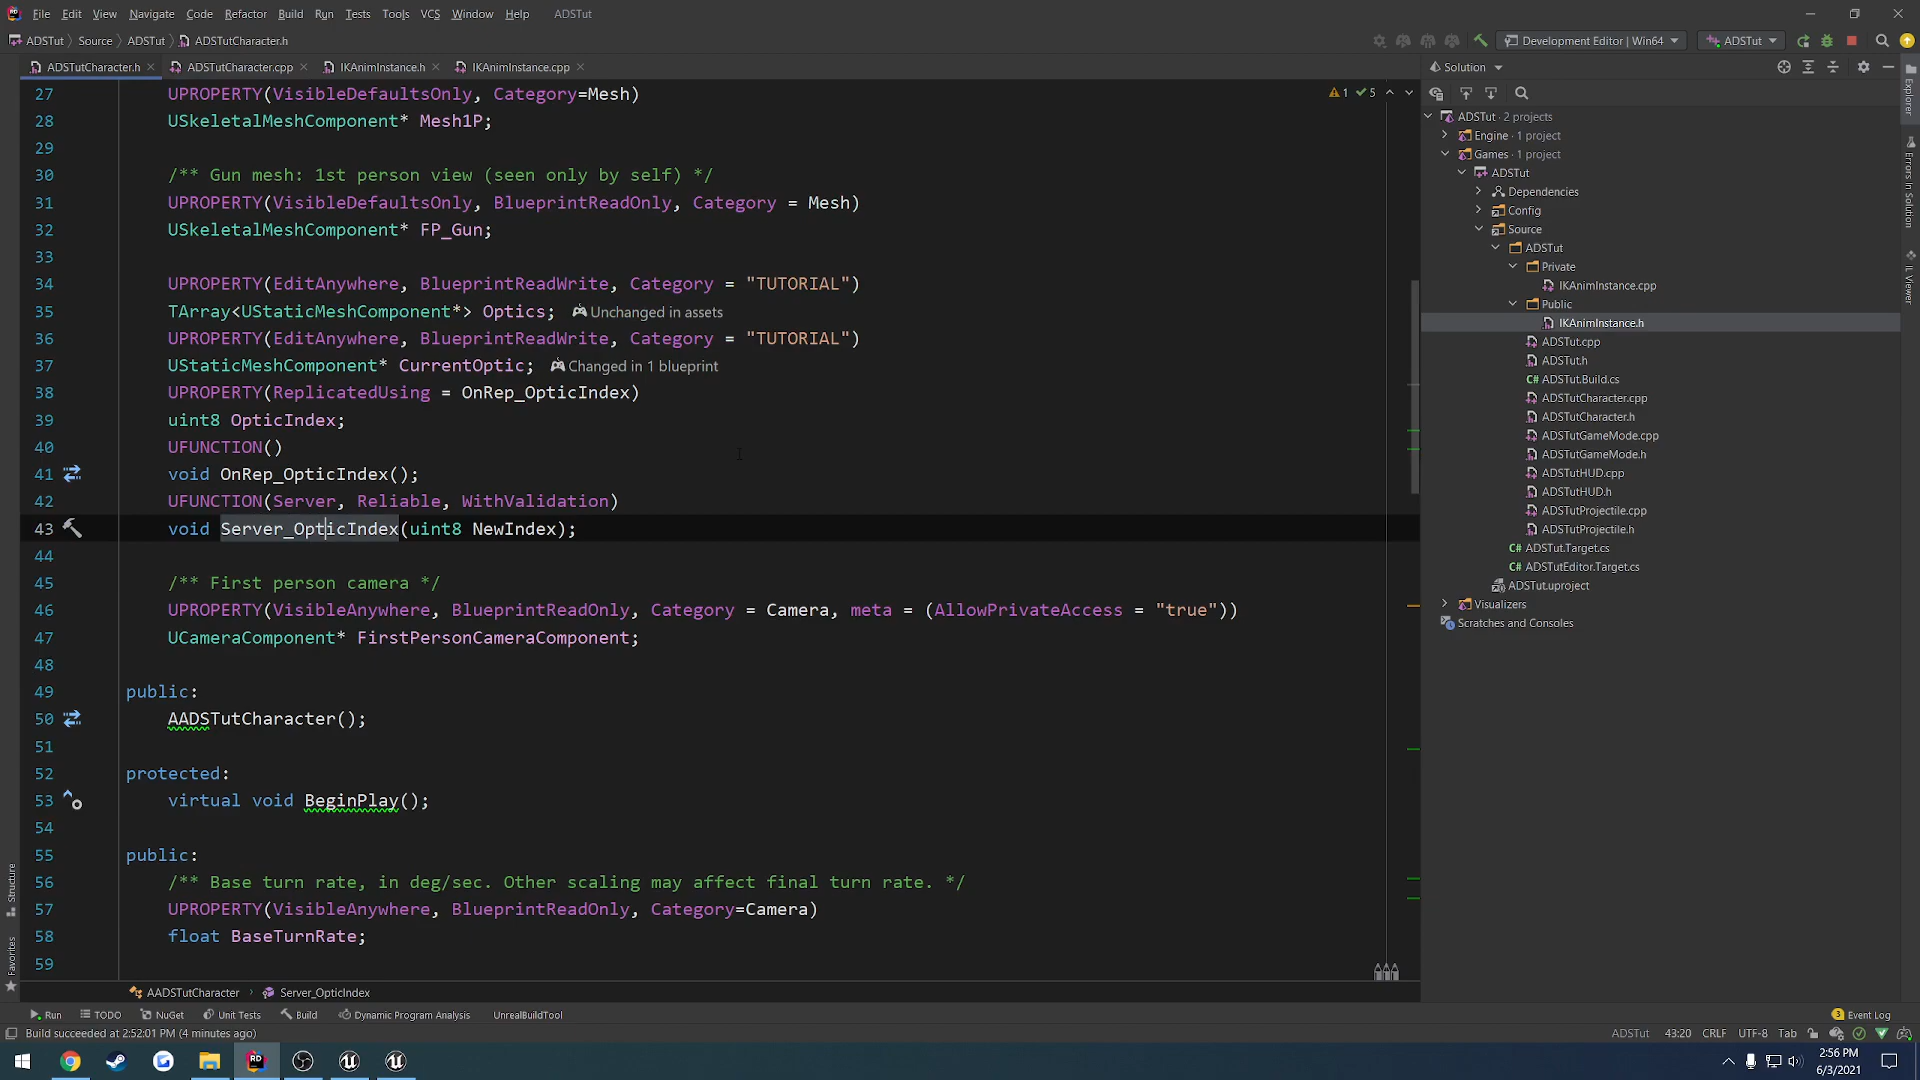 File Edit View Navigate Code Refactor Build Run Tests Tools VCS Window Help ADSTut
ADSTut Source ADSTut ADSTutCharacter.h
Development Editor | Win64 ADSTut
ADSTutCharacter.h ADSTutCharacter.cpp IKAnimInstance.h IKAnimInstance.cpp
Solution
1 5
27 UPROPERTY(VisibleDefaultsOnly, Category=Mesh)
28 USkeletalMeshComponent* Mesh1P;
29
30 /** Gun mesh: 1st person view (seen only by self) */
31 UPROPERTY(VisibleDefaultsOnly, BlueprintReadOnly, Category = Mesh)
32 USkeletalMeshComponent* FP_Gun;
33
34 UPROPERTY(EditAnywhere, BlueprintReadWrite, Category = "TUTORIAL")
35 TArray<UStaticMeshComponent*> Optics; Unchanged in assets
36 UPROPERTY(EditAnywhere, BlueprintReadWrite, Category = "TUTORIAL")
37 UStaticMeshComponent* CurrentOptic; Changed in 1 blueprint
38 UPROPERTY(ReplicatedUsing = OnRep_OpticIndex)
39 uint8 OpticIndex;
40 UFUNCTION()
41 void OnRep_OpticIndex();
42 UFUNCTION(Server, Reliable, WithValidation)
43 void Server_OpticIndex(uint8 NewIndex);
44
45 /** First person camera */
46 UPROPERTY(VisibleAnywhere, BlueprintReadOnly, Category = Camera, meta = (AllowPrivateAccess = "true"))
47 UCameraComponent* FirstPersonCameraComponent;
48
49 public:
50 AADSTutCharacter();
51
52 protected:
53 virtual void BeginPlay();
54
55 public:
56 /** Base turn rate, in deg/sec. Other scaling may affect final turn rate. */
57 UPROPERTY(VisibleAnywhere, BlueprintReadOnly, Category=Camera)
58 float BaseTurnRate;
59
ADSTut · 2 projects
Engine · 1 project
Games · 1 project
ADSTut
Dependencies
Config
Source
ADSTut
Private
IKAnimInstance.cpp
Public
IKAnimInstance.h
ADSTut.cpp
ADSTut.h
C# ADSTut.Build.cs
ADSTutCharacter.cpp
ADSTutCharacter.h
ADSTutGameMode.cpp
ADSTutGameMode.h
ADSTutHUD.cpp
ADSTutHUD.h
ADSTutProjectile.cpp
ADSTutProjectile.h
C# ADSTut.Target.cs
C# ADSTutEditor.Target.cs
ADSTut.uproject
Visualizers
Scratches and Consoles
Explorer
Errors In Solution
IL Viewer
Structure
Favorites
AADSTutCharacter Server_OpticIndex
Run TODO NuGet Unit Tests Build Dynamic Program Analysis UnrealBuildTool 3 Event Log
Build succeeded at 2:52:01 PM (4 minutes ago) ADSTut 43:20 CRLF UTF-8 Tab
RD
2:56 PM
6/3/2021